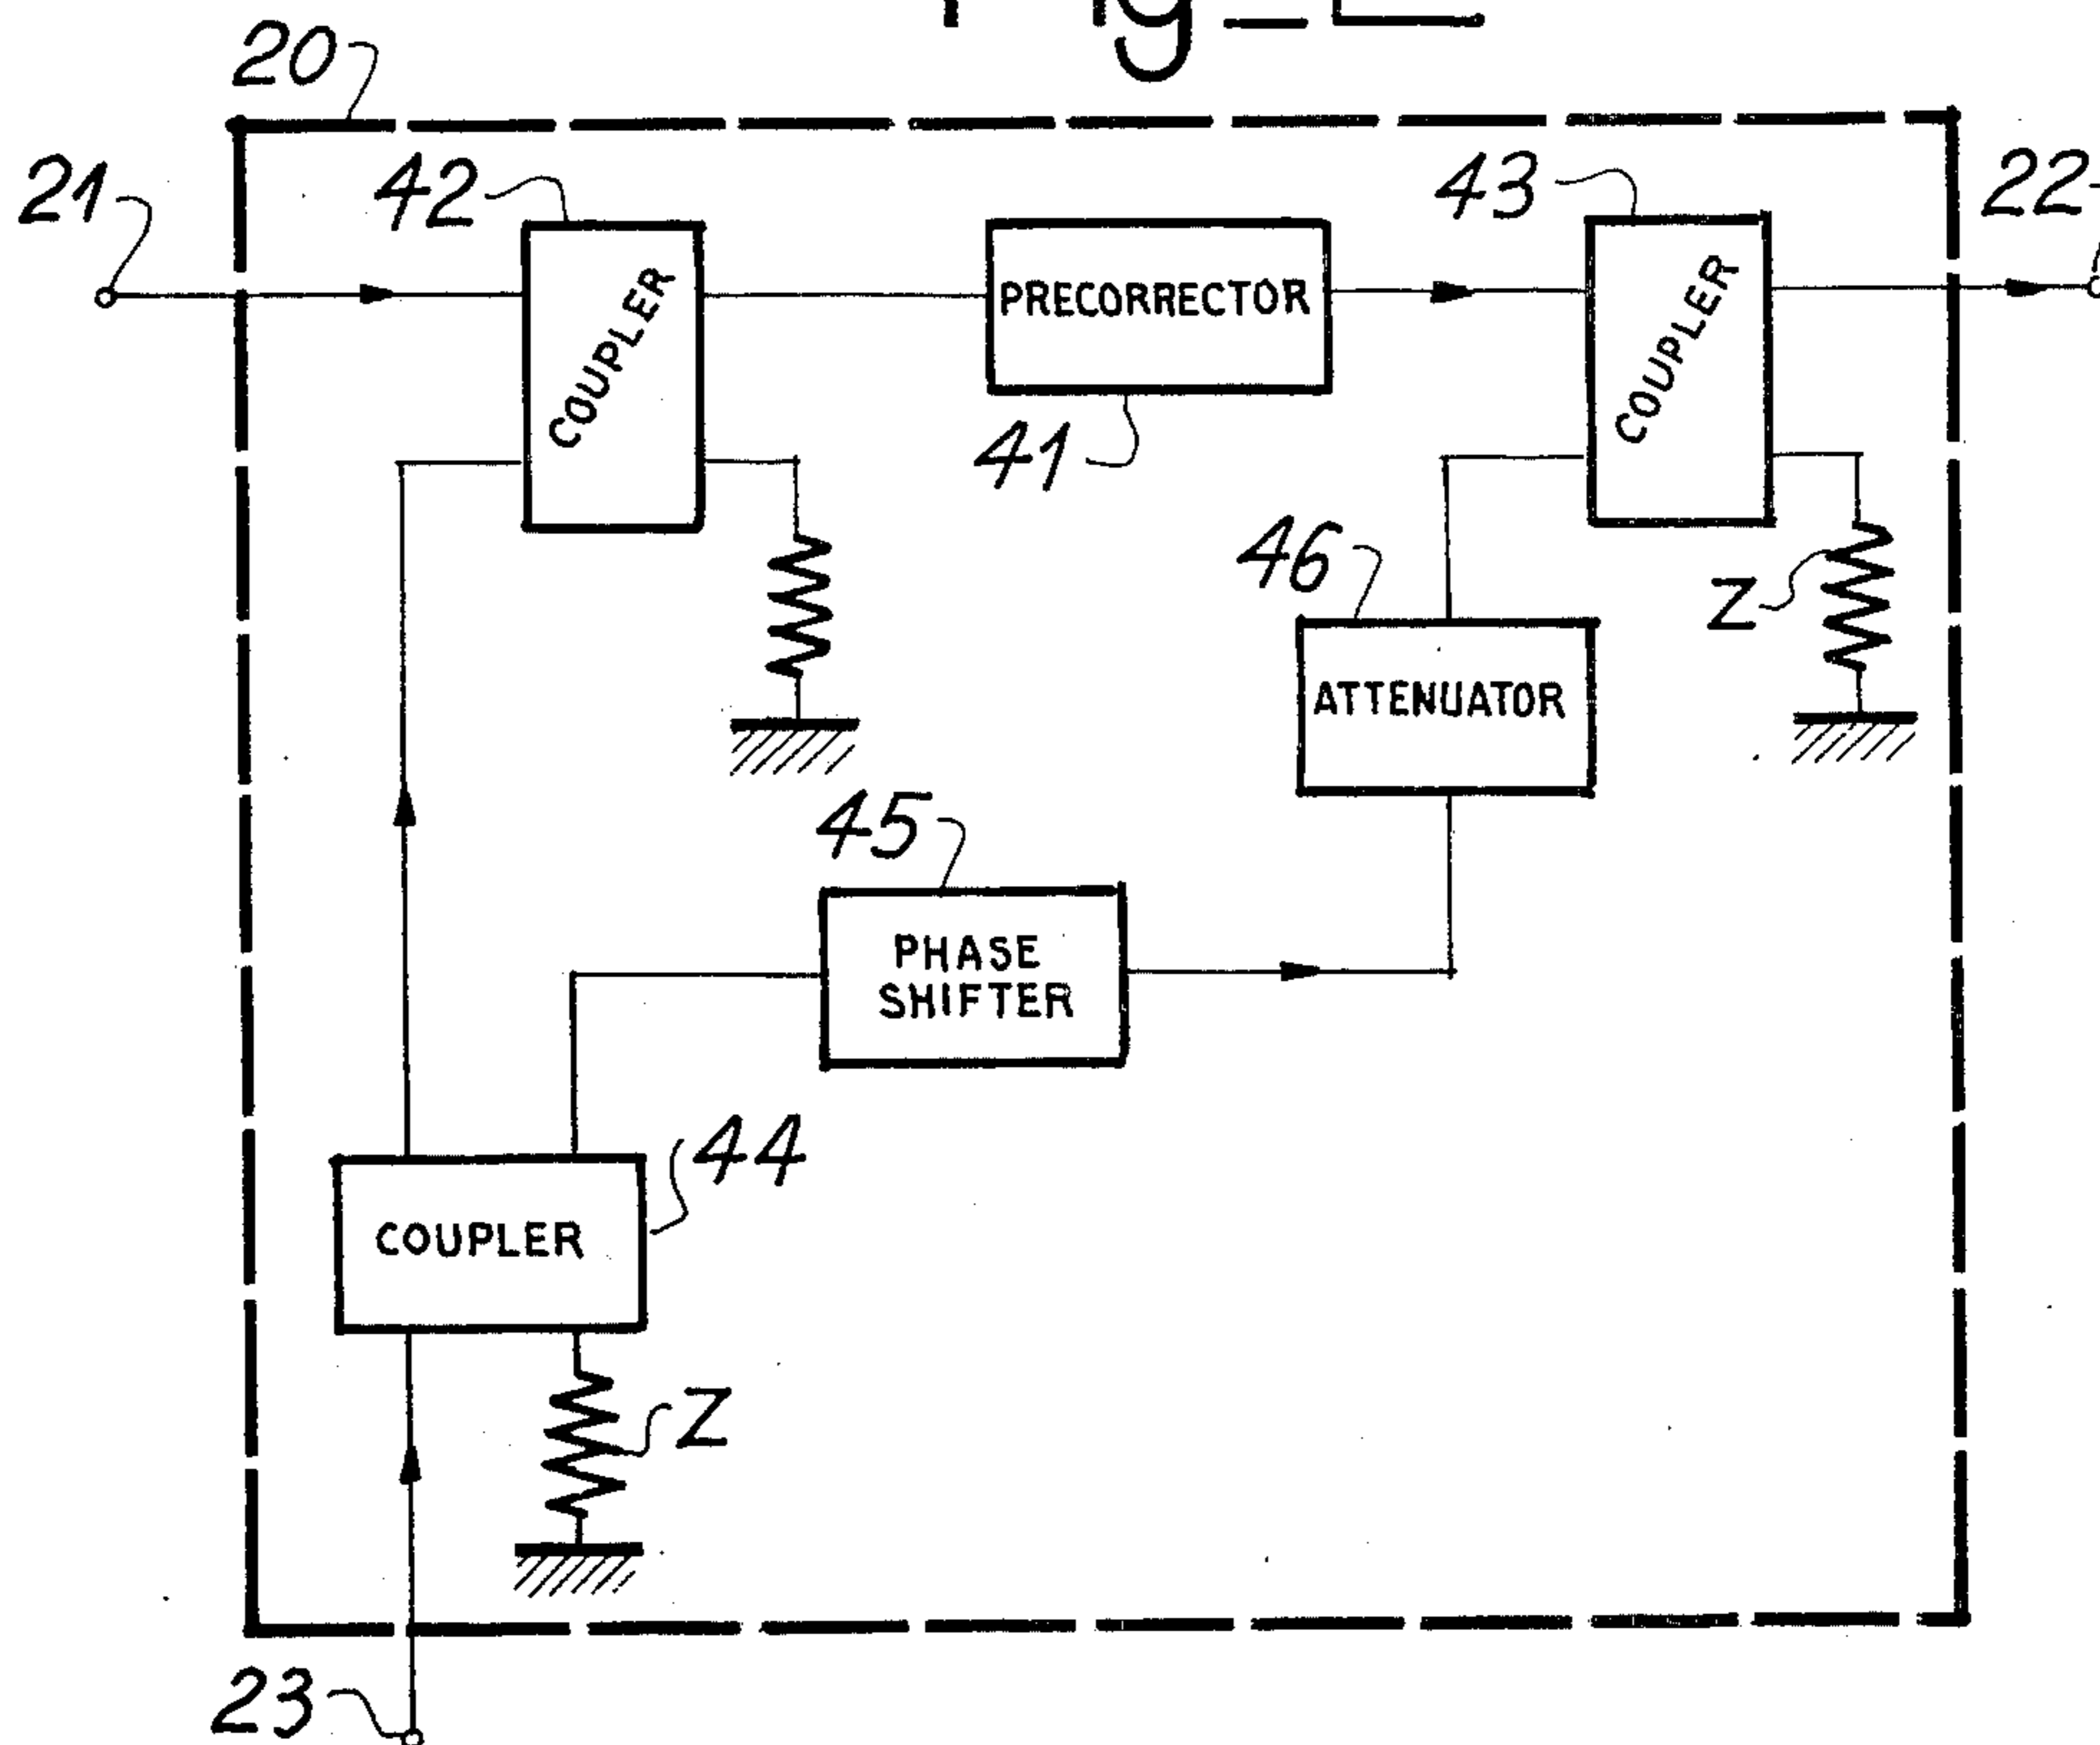 20
21
42
43
22
COUPLER
PRECORRECTOR
COUPLER
41
46
Z
ATTENUATOR
45
PHASE
SHIFTER
44
COUPLER
Z
23